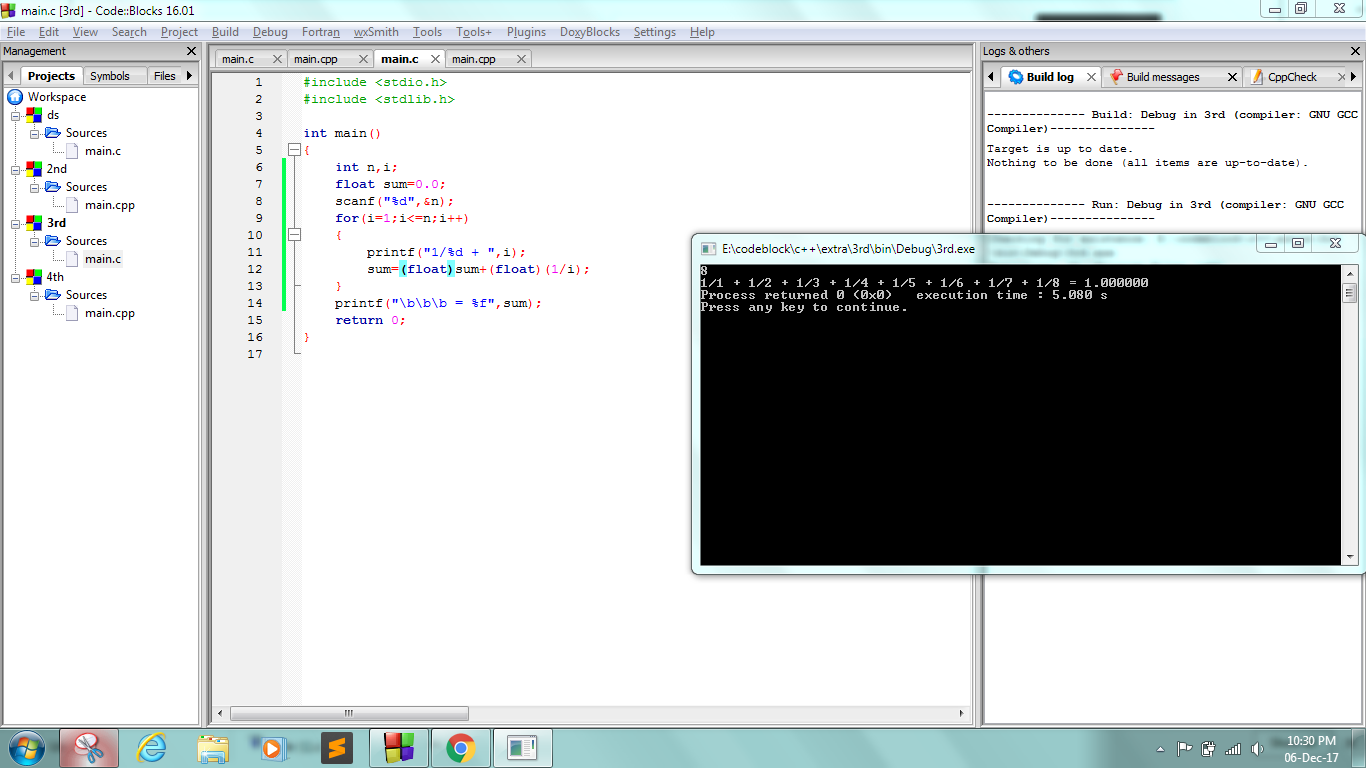 main.c [3rd] - Code::Blocks 16.01
File Edit View Search Project Build Debug Fortran wxSmith Tools Tools+ Plugins DoxyBlocks Settings Help
Management
Projects Symbols Files
Workspace
ds
Sources
main.c
2nd
Sources
main.cpp
3rd
Sources
main.c
4th
Sources
main.cpp
main.c main.cpp main.c main.cpp
1 #include <stdio.h>
2 #include <stdlib.h>
3
4 int main()
5 {
6 int n,i;
7 float sum=0.0;
8 scanf("%d",&n);
9 for(i=1;i<=n;i++)
10 {
11 printf("1/%d + ",i);
12 sum=(float)sum+(float)(1/i);
13 }
14 printf("\b\b\b = %f",sum);
15 return 0;
16 }
17
Logs & others
Build log Build messages CppCheck
-------------- Build: Debug in 3rd (compiler: GNU GCC
Compiler)---------------
Target is up to date.
Nothing to be done (all items are up-to-date).
-------------- Run: Debug in 3rd (compiler: GNU GCC
Compiler)---------------
E:\codeblock\c++\extra\3rd\bin\Debug\3rd.exe
8
1/1 + 1/2 + 1/3 + 1/4 + 1/5 + 1/6 + 1/7 + 1/8 = 1.000000
Process returned 0 (0x0)   execution time : 5.080 s
Press any key to continue.
10:30 PM
06-Dec-17